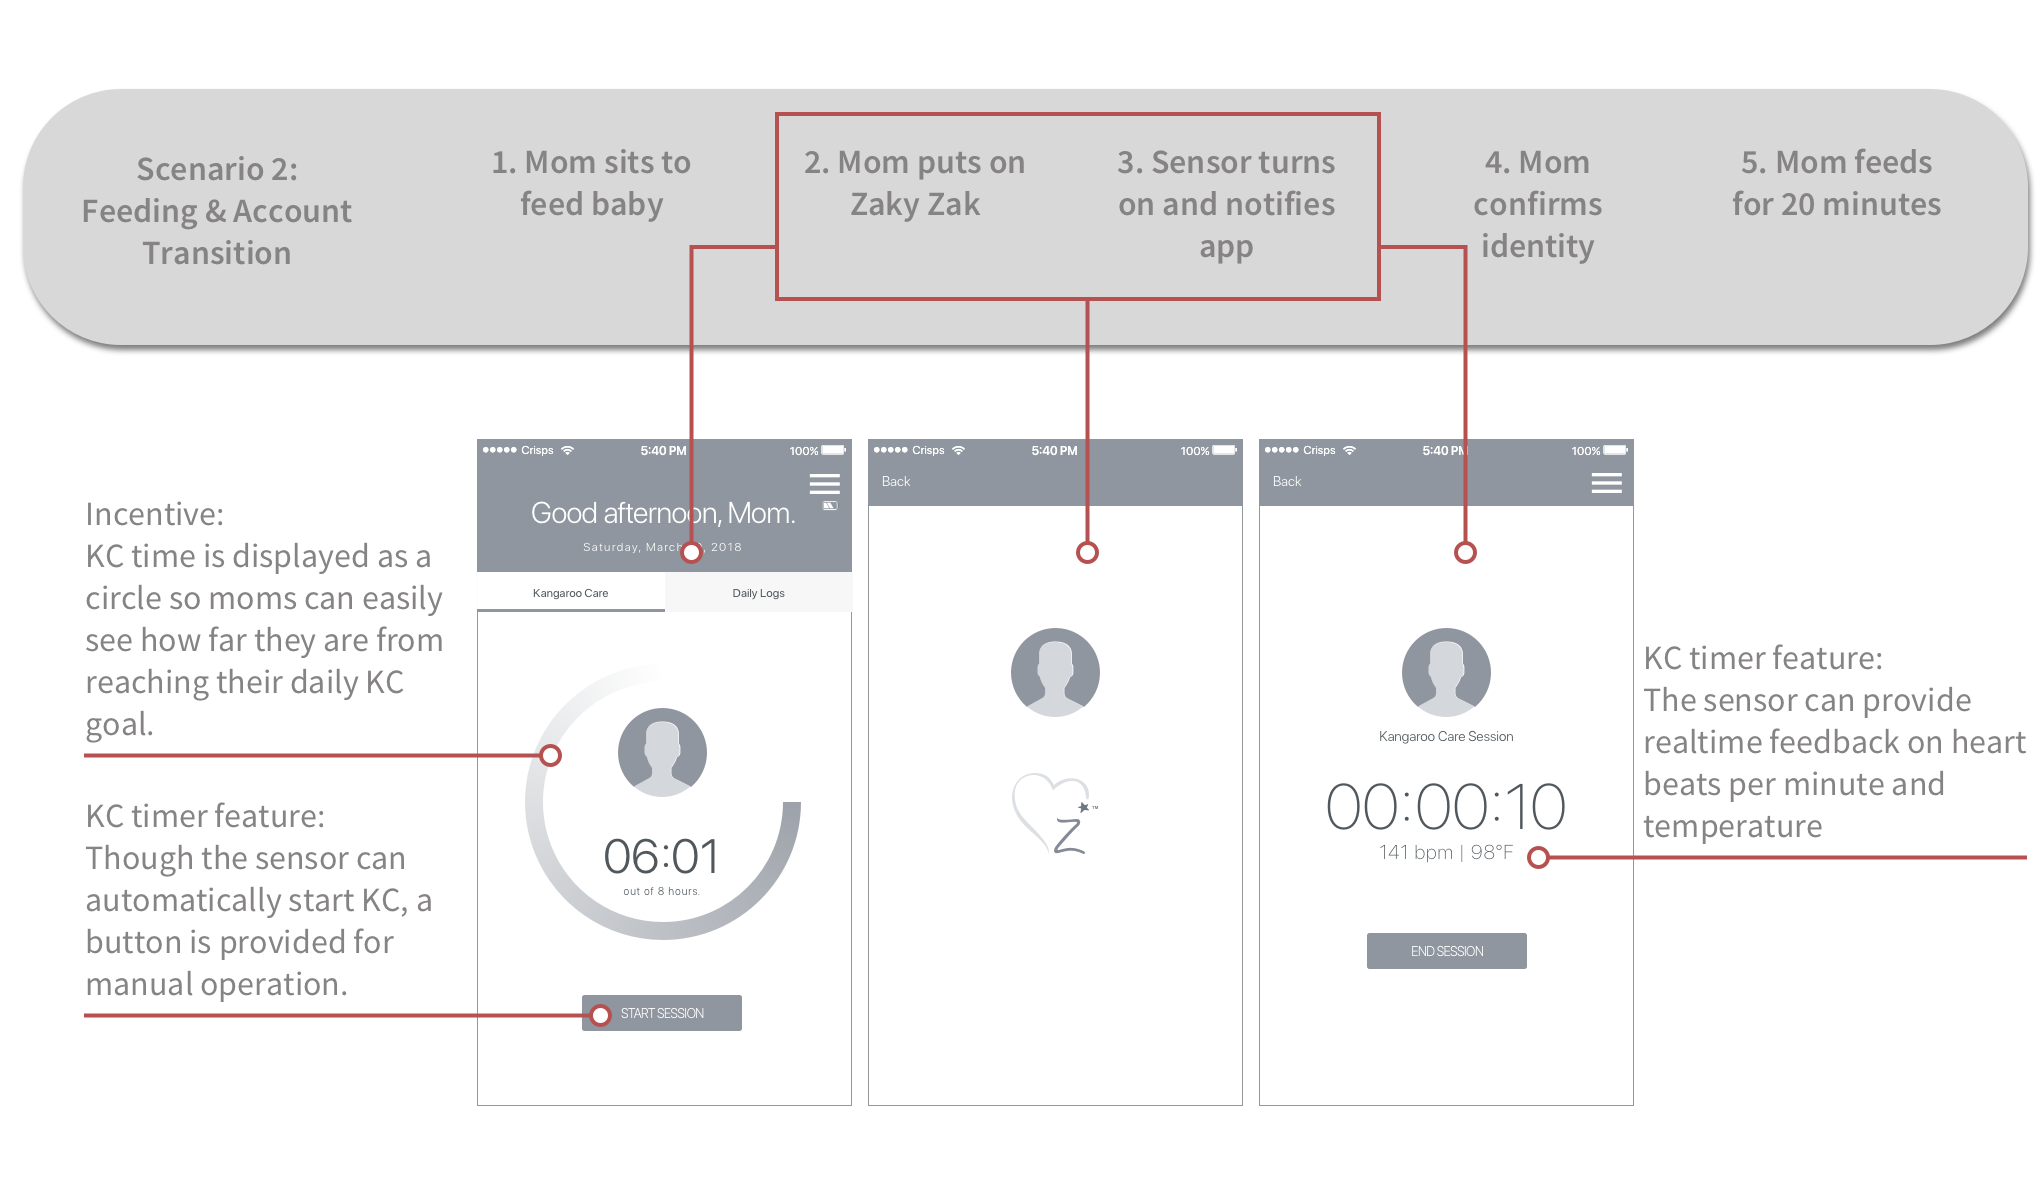 Scenario 2:
Feeding & Account
Transition
1. Mom sits to
feed baby
2. Mom puts on
Zaky Zak
3. Sensor turns
on and notifies
app
4. Mom
confirms
identity
5. Mom feeds
for 20 minutes
Incentive:
KC time is displayed as a
circle so moms can easily
see how far they are from
reaching their daily KC
goal.
KC timer feature:
Though the sensor can
automatically start KC, a
button is provided for
manual operation.
Crisps 5:40 PM 100%
Good afternoon, Mom.
Saturday, March , 2018
Kangaroo Care Daily Logs
06:01
out of 8 hours.
START SESSION
Crisps 5:40 PM 100%
Back
Z ™
Crisps 5:40 PM 100%
Back
Kangaroo Care Session
00:00:10
141 bpm | 98°F
END SESSION
KC timer feature:
The sensor can provide
realtime feedback on heart
beats per minute and
temperature